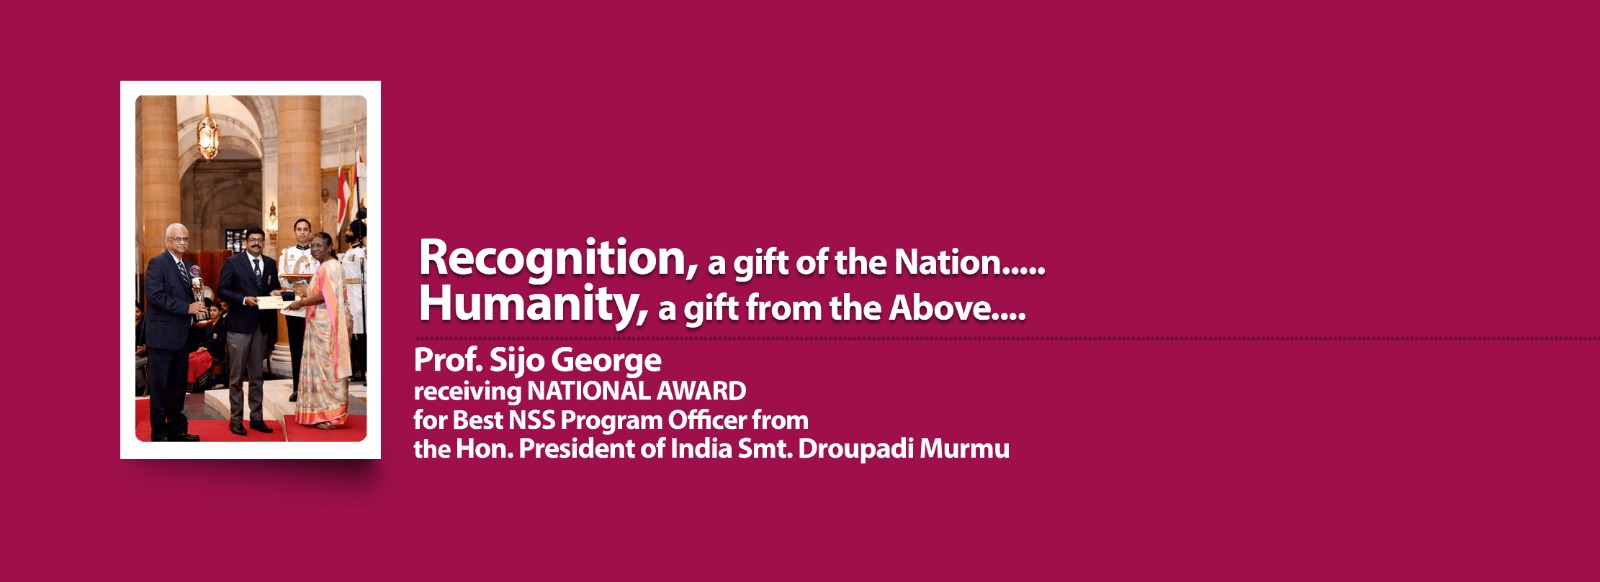 Recognition, a gift of the Nation.....
Humanity, a gift from the Above....
Prof. Sijo George
receiving NATIONAL AWARD
for Best NSS Program Officer from
the Hon. President of India Smt. Droupadi Murmu